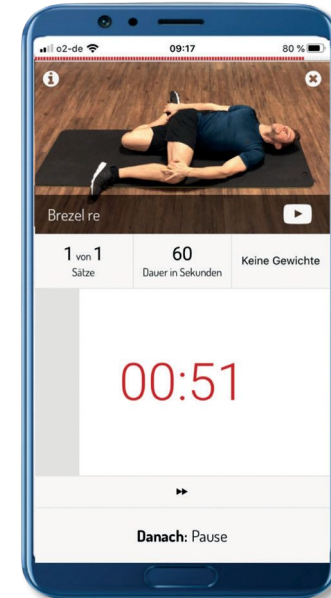 o2-de 09:17 80 %
i
Brezel re
1 von 1
Sätze
60
Dauer in Sekunden
Keine Gewichte
00:51
Danach: Pause